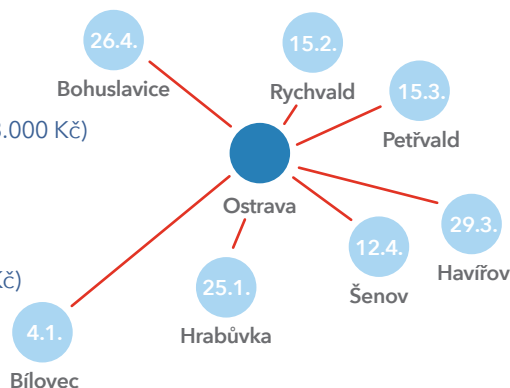 26.4.
Bohuslavice
15.2.
Rychvald
15.3.
Petřvald
.000 Kč)
Ostrava
29.3.
Havířov
12.4.
Šenov
Kč)
25.1.
Hrabůvka
4.1.
Bílovec